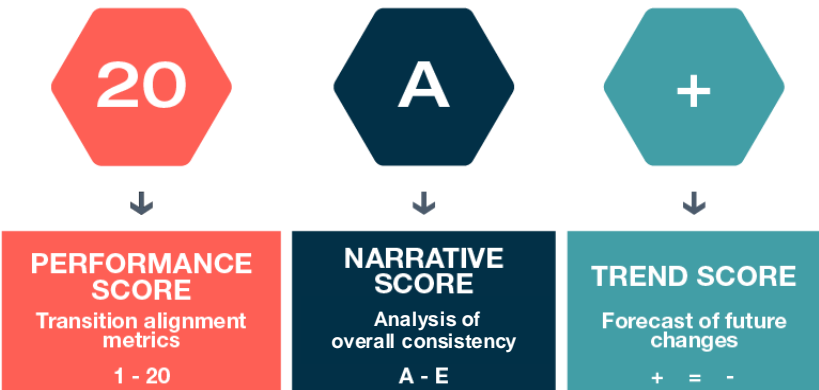 20
A
+
PERFORMANCE
SCORE
Transition alignment
metrics
1 - 20
NARRATIVE
SCORE
Analysis of
overall consistency
A - E
TREND SCORE
Forecast of future
changes
+ = -